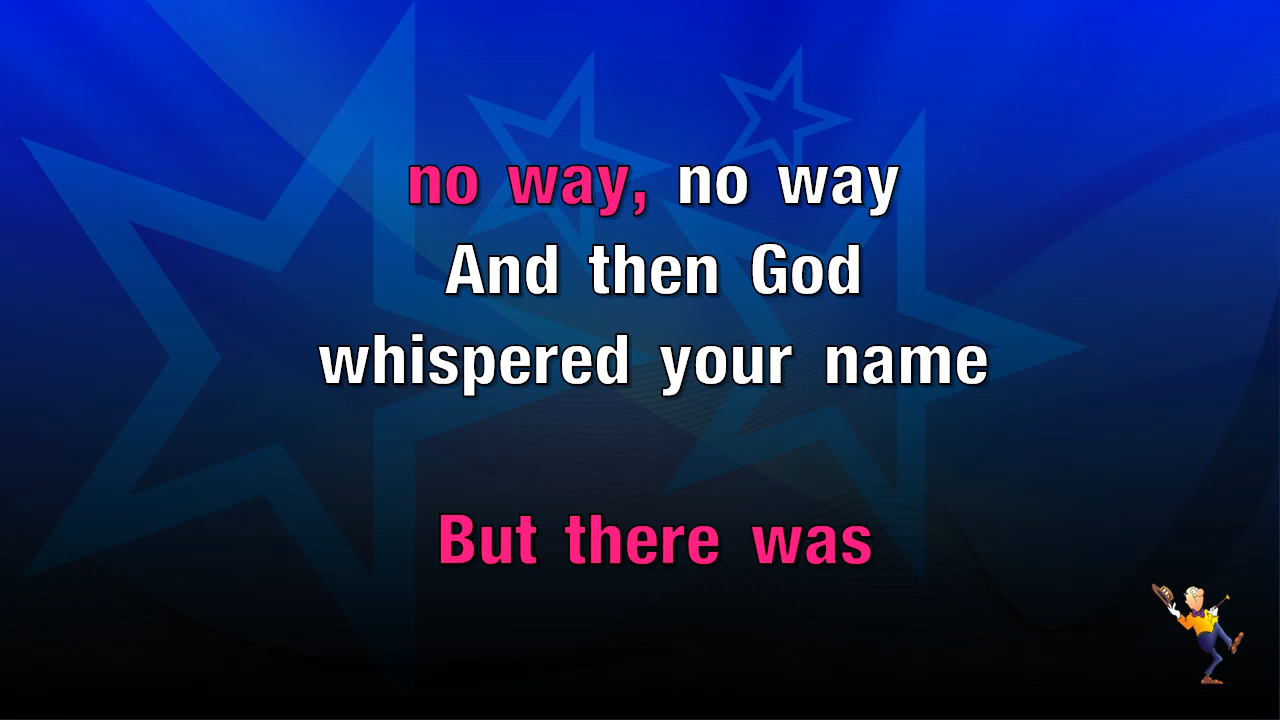 no way, no way
And then God
whispered your name
But there was